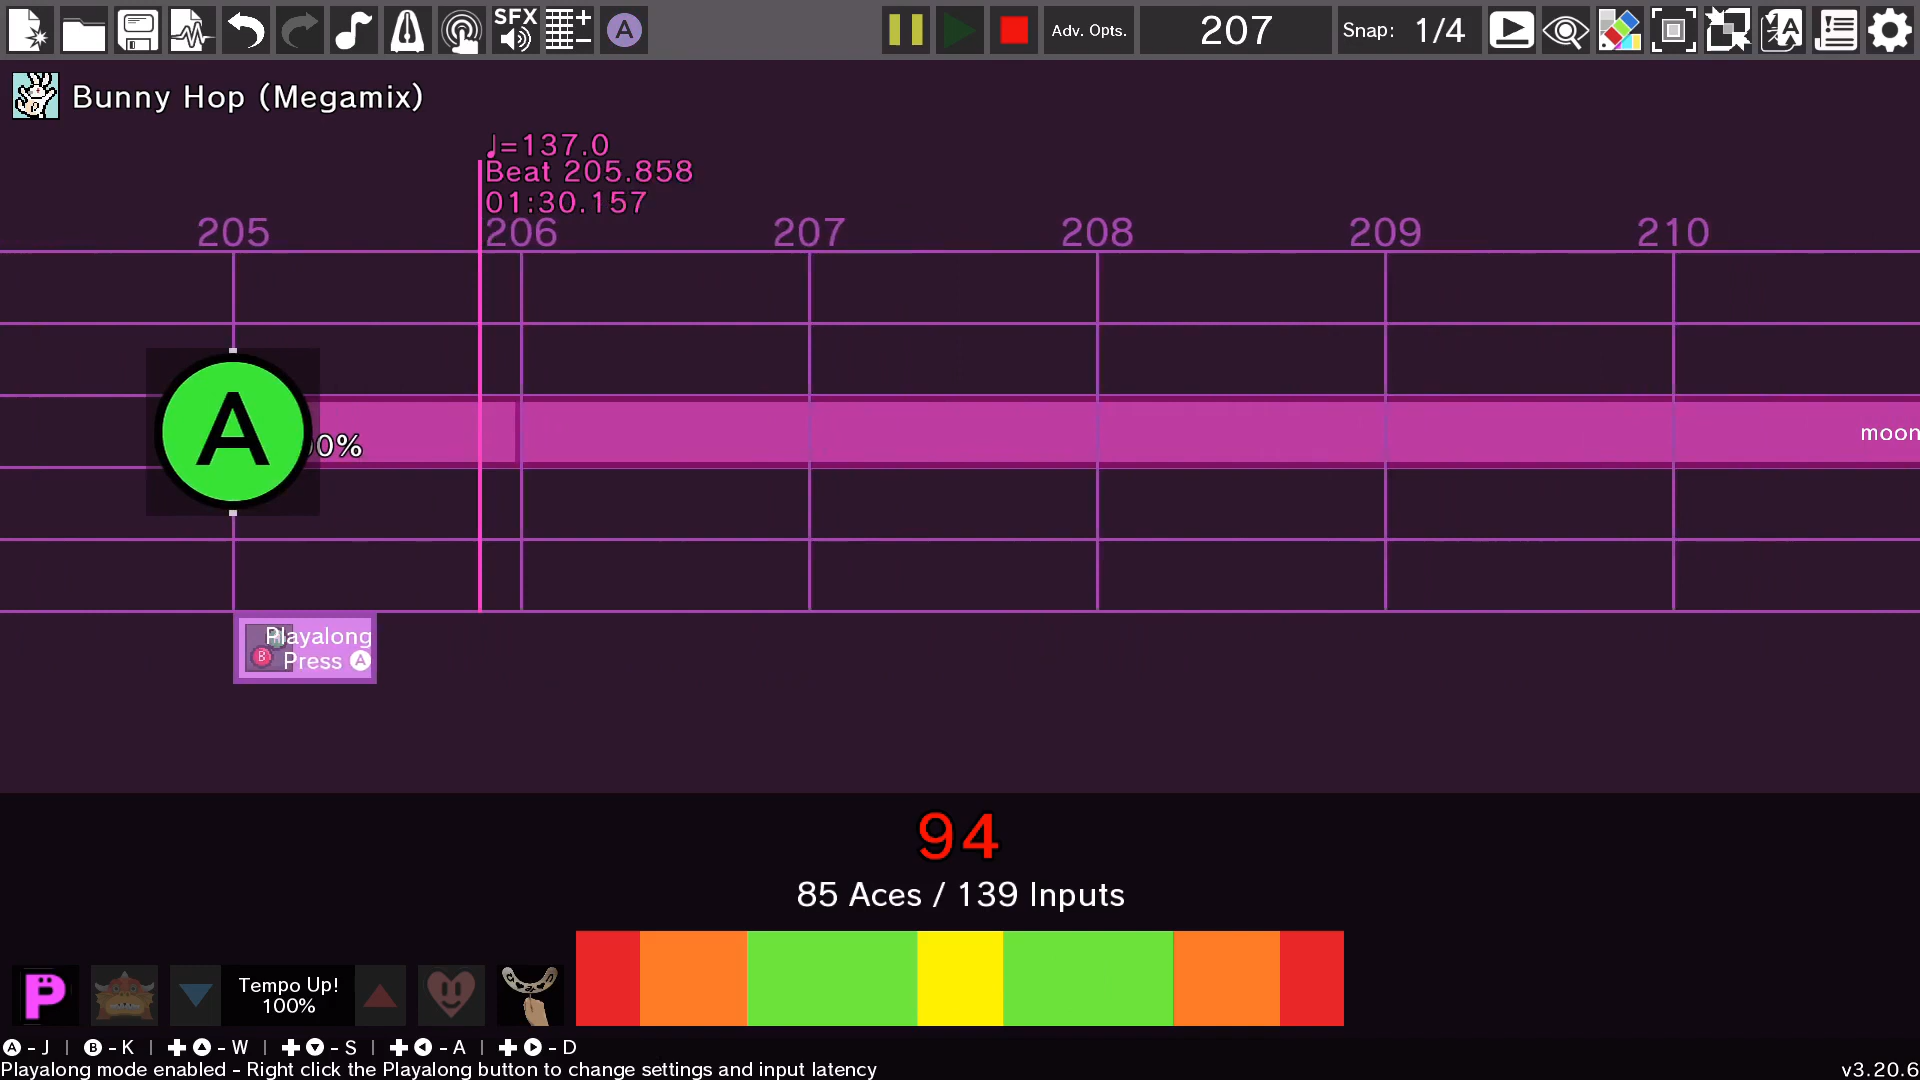 SFX
A
Adv. Opts.
207
Snap: 1/4
A
Bunny Hop (Megamix)
♩=137.0
Beat 205.858
01:30.157
205 206 207 208 209 210
A
0%
moon
Playalong
B
Press A
94
85 Aces / 139 Inputs
P
Tempo Up!
100%
A - J | B - K | - W | - S | - A | - D
Playalong mode enabled - Right click the Playalong button to change settings and input latency
v3.20.6